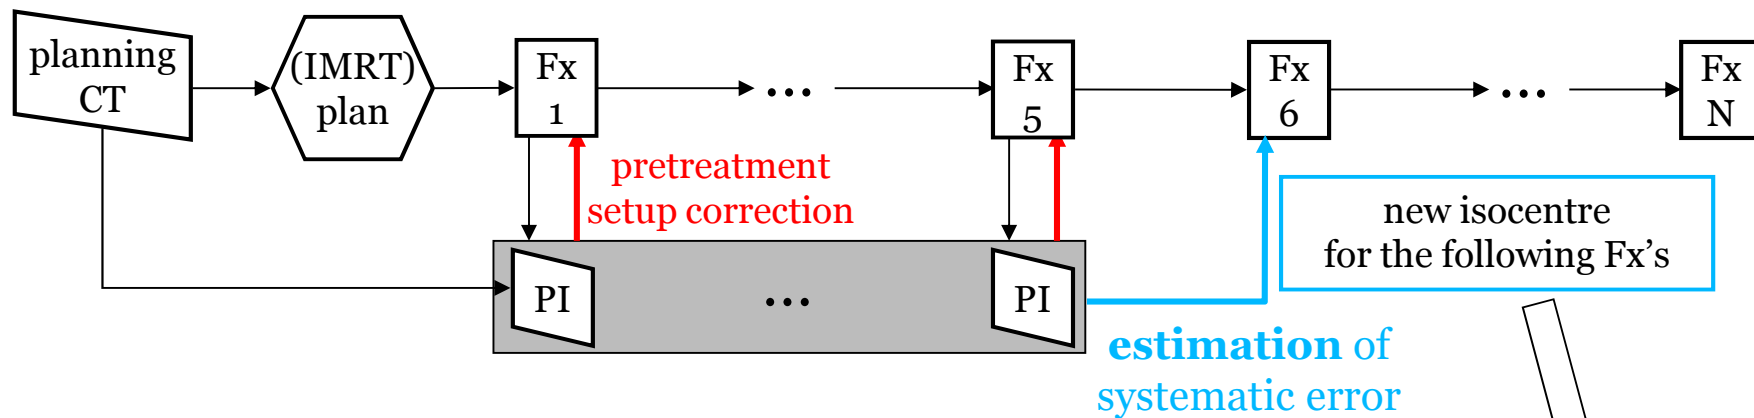 planning
CT
(IMRT)
plan
Fx
1
...
Fx
5
Fx
6
...
Fx
N
pretreatment
setup correction
new isocentre
for the following Fx's
PI
...
PI
estimation of
systematic error